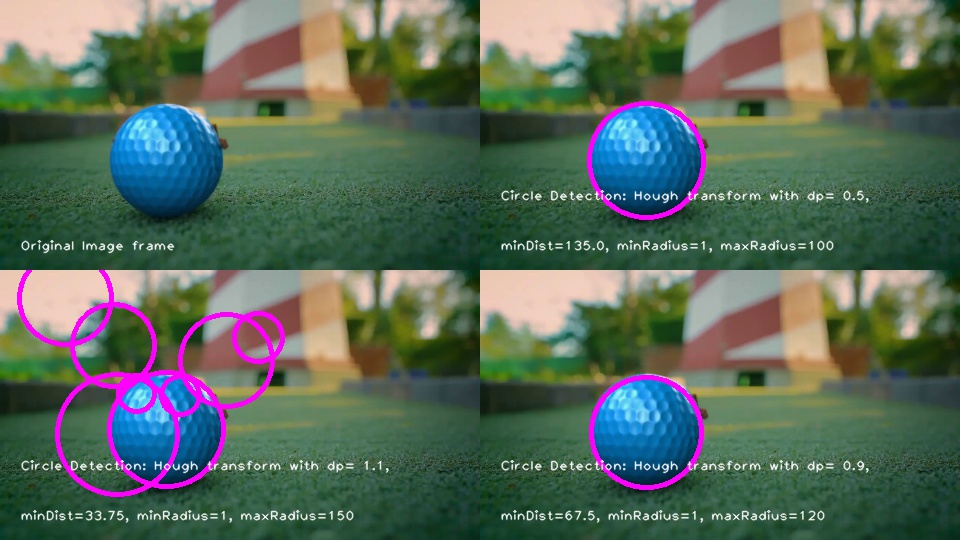 Original Image frame
Circle Detection: Hough transform with dp= 0.5,
minDist=135.0, minRadius=1, maxRadius=100
Circle Detection: Hough transform with dp= 1.1,
minDist=33.75, minRadius=1, maxRadius=150
Circle Detection: Hough transform with dp= 0.9,
minDist=67.5, minRadius=1, maxRadius=120